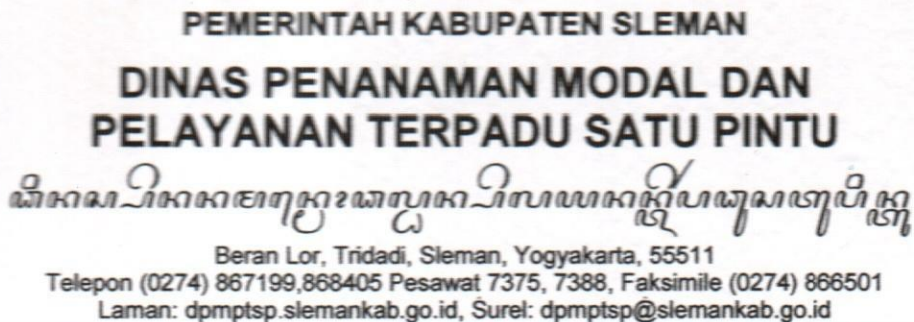 PEMERINTAH KABUPATEN SLEMAN
DINAS PENANAMAN MODAL DAN
PELAYANAN TERPADU SATU PINTU
Beran Lor, Tridadi, Sleman, Yogyakarta, 55511
Telepon (0274) 867199,868405 Pesawat 7375, 7388, Faksimile (0274) 866501
Laman: dpmptsp.slemankab.go.id, Surel: dpmptsp@slemankab.go.id